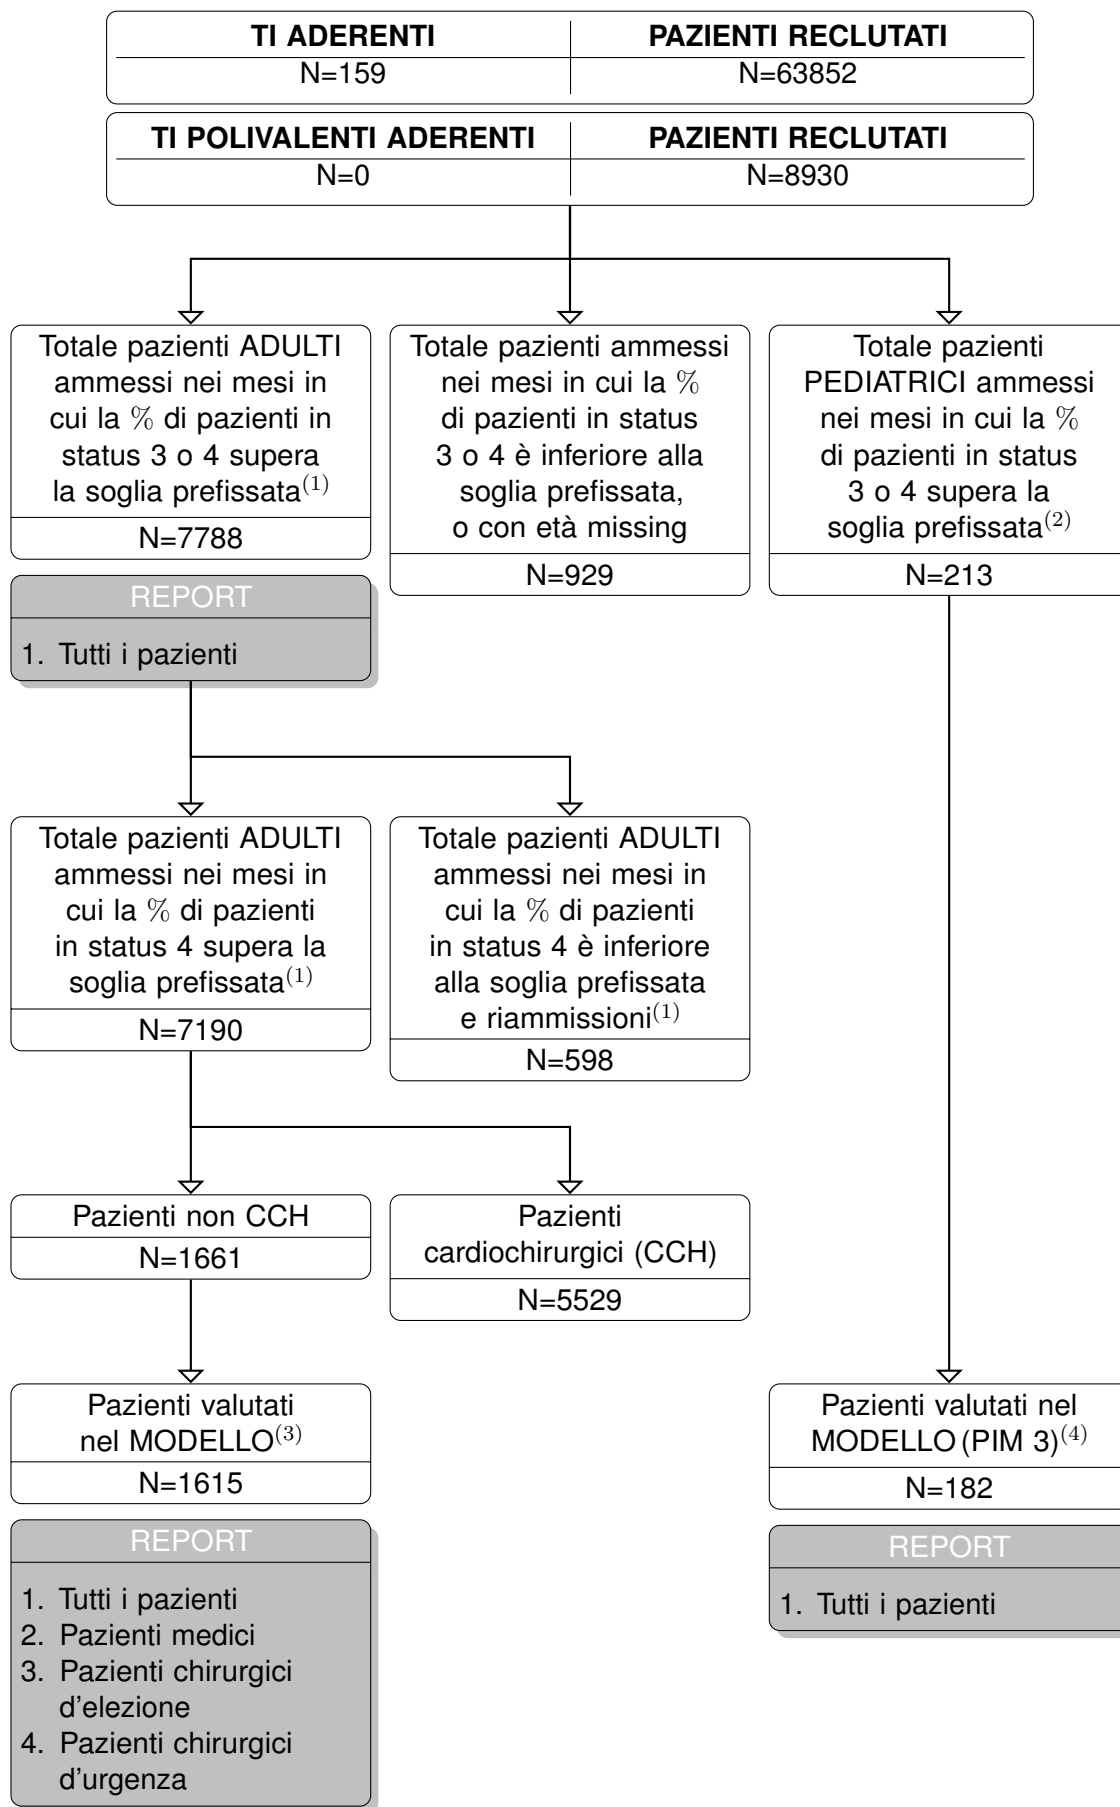 TI ADERENTI PAZIENTI RECLUTATI
N=159 N=63852
TI POLIVALENTI ADERENTI PAZIENTI RECLUTATI
N=0 N=8930
Totale pazienti ADULTI
ammessi nei mesi in
cui la % di pazienti in
status 3 o 4 supera
la soglia prefissata(1)
N=7788
REPORT
1. Tutti i pazienti
Totale pazienti ammessi
nei mesi in cui la %
di pazienti in status
3 o 4 è inferiore alla
soglia prefissata,
o con età missing
N=929
Totale pazienti
PEDIATRICI ammessi
nei mesi in cui la %
di pazienti in status
3 o 4 supera la
soglia prefissata(2)
N=213
Totale pazienti ADULTI
ammessi nei mesi in
cui la % di pazienti
in status 4 supera la
soglia prefissata(1)
N=7190
Totale pazienti ADULTI
ammessi nei mesi in
cui la % di pazienti
in status 4 è inferiore
alla soglia prefissata
e riammissioni(1)
N=598
Pazienti non CCH
N=1661
Pazienti
cardiochirurgici (CCH)
N=5529
Pazienti valutati
nel MODELLO(3)
N=1615
REPORT
1. Tutti i pazienti
2. Pazienti medici
3. Pazienti chirurgici
d'elezione
4. Pazienti chirurgici
d'urgenza
Pazienti valutati nel
MODELLO (PIM 3)(4)
N=182
REPORT
1. Tutti i pazienti